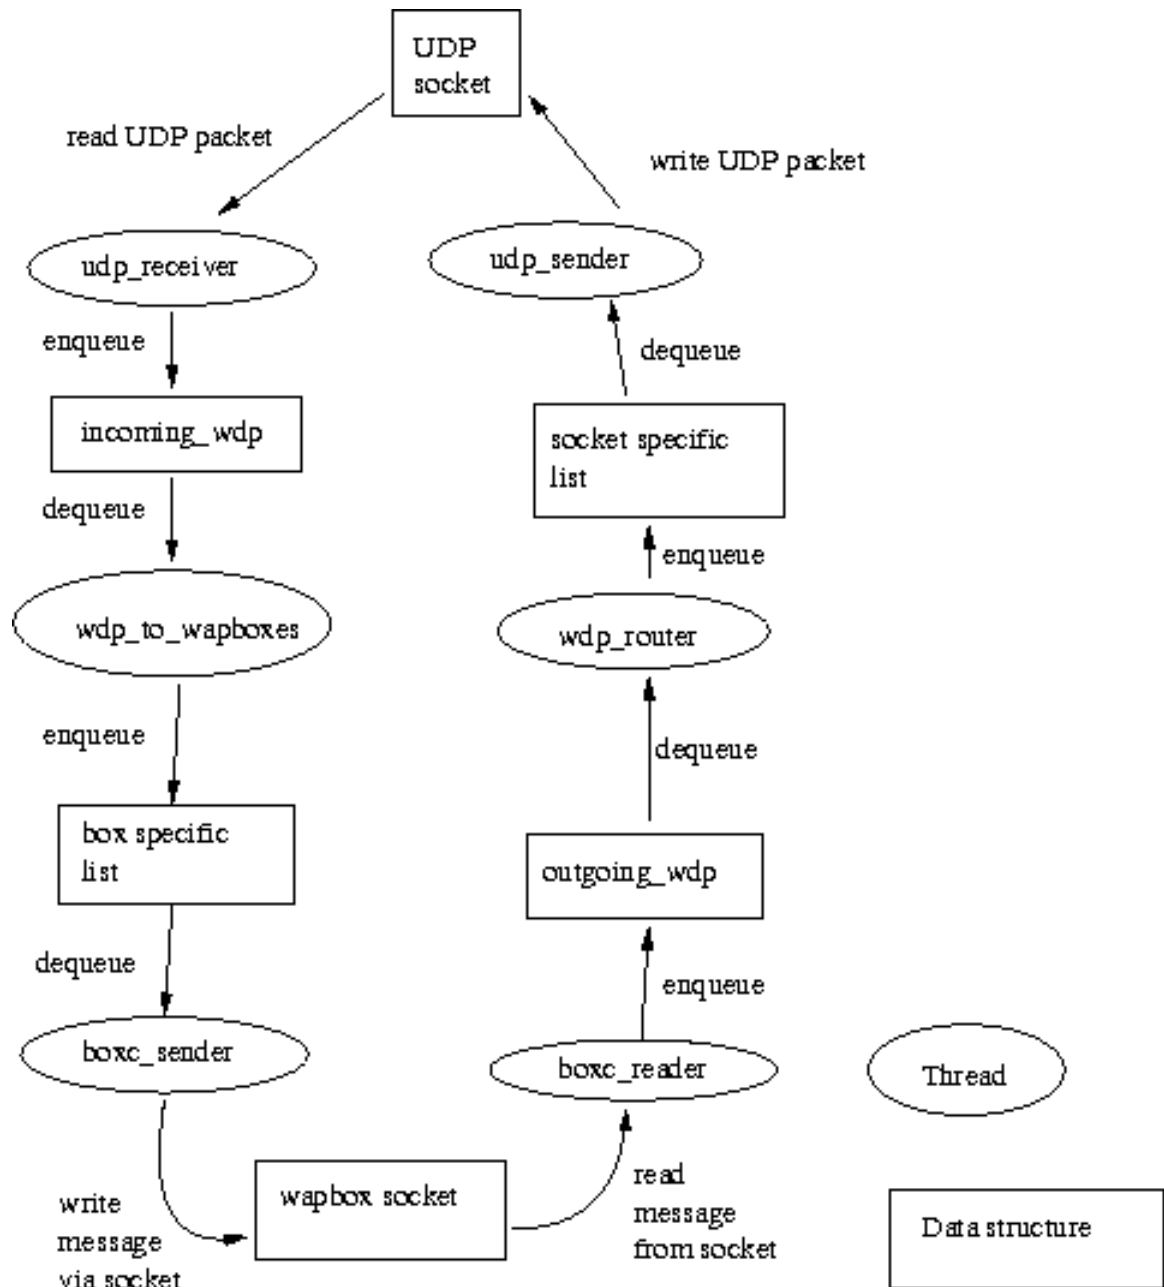 UDP
socket
read UDP packet
write UDP packet
udp_receiver
udp_sender
enqueue
dequeue
incoming_wdp
socket specific
list
dequeue
enqueue
wdp_to_wapboxes
wdp_router
enqueue
dequeue
box specific
list
outgoing_wdp
dequeue
enqueue
boxc_sender
boxc_reader
Thread
wapbox socket
read
message
from socket
write
message
via socket
Data structure